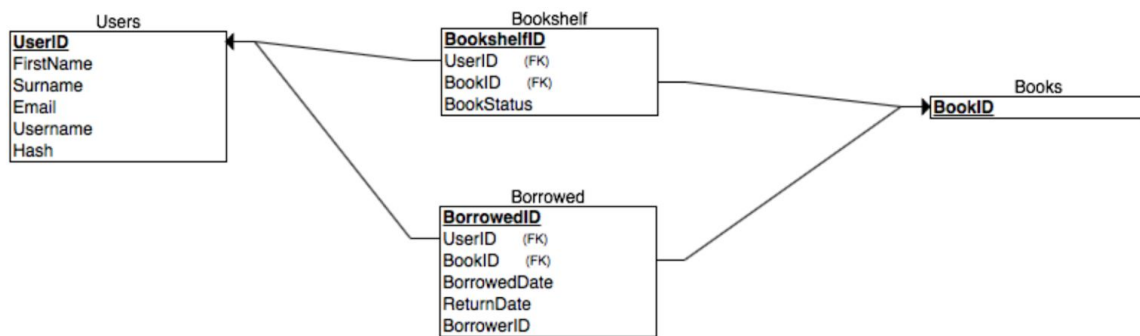 Users
UserID
FirstName
Surname
Email
Username
Hash
Bookshelf
BookshelfID
UserID (FK)
BookID (FK)
BookStatus
Borrowed
BorrowedID
UserID (FK)
BookID (FK)
BorrowedDate
ReturnDate
BorrowerID
Books
BookID